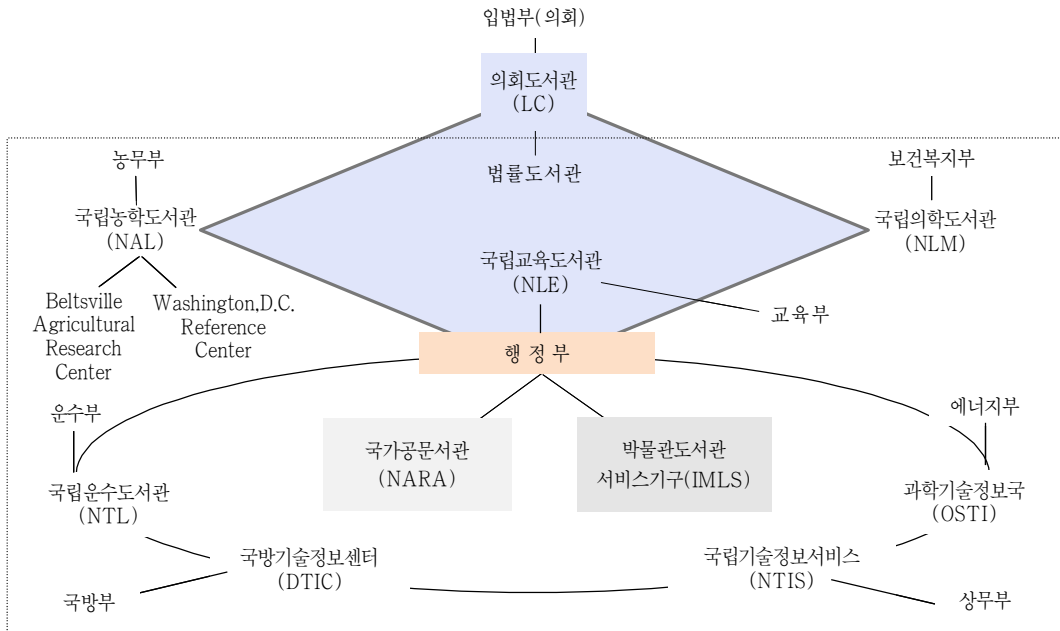 입법부(의회)
의회도서관
(LC)
법률도서관
농무부
국립농학도서관
(NAL)
Beltsville
Agricultural
Research
Center
Washington,D.C.
Reference
Center
보건복지부
국립의학도서관
(NLM)
국립교육도서관
(NLE)
교육부
행 정 부
운수부
국립운수도서관
(NTL)
국가공문서관
(NARA)
박물관도서관
서비스기구(IMLS)
에너지부
과학기술정보국
(OSTI)
국방기술정보센터
(DTIC)
국방부
국립기술정보서비스
(NTIS)
상무부